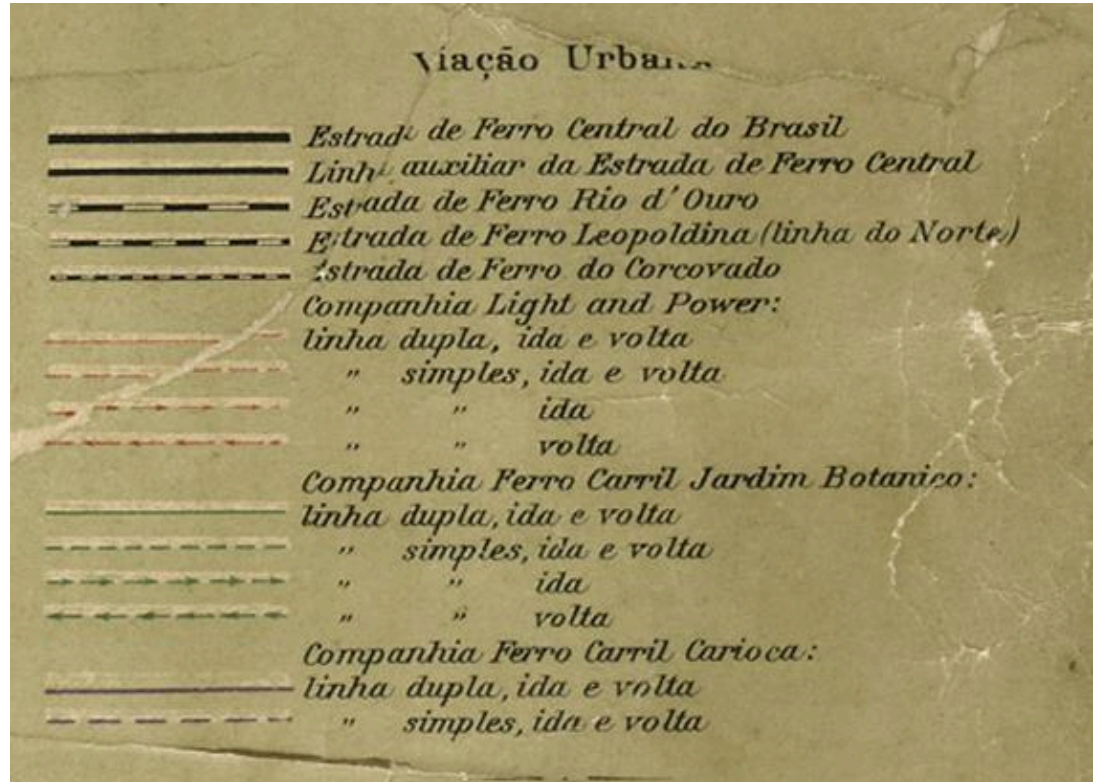 Viação Urbana
Estrada de Ferro Central do Brasil
Linha auxiliar da Estrada de Ferro Central
Estrada de Ferro Rio d'Ouro
Estrada de Ferro Leopoldina (linha do Norte)
Estrada de Ferro do Corcovado
Companhia Light and Power:
linha dupla, ida e volta
" simples, ida e volta
" " ida
" " volta
Companhia Ferro Carril Jardim Botanico:
linha dupla, ida e volta
" simples, ida e volta
" " ida
" " volta
Companhia Ferro Carril Carioca:
linha dupla, ida e volta
" simples, ida e volta